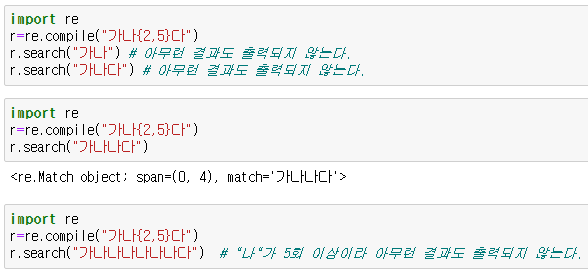 import re
r=re.compile("가나{2,5}다")
r.search("가나") # 아무런 결과도 출력되지 않는다.
r.search("가나다") # 아무런 결과도 출력되지 않는다.
import re
r=re.compile("가나{2,5}다")
r.search("가나나다")
<re.Match object; span=(0, 4), match='가나나다'>
import re
r=re.compile("가나{2,5}다")
r.search("가나나나나나나다") # "나"가 5회 이상이라 아무런 결과도 출력되지 않는다.